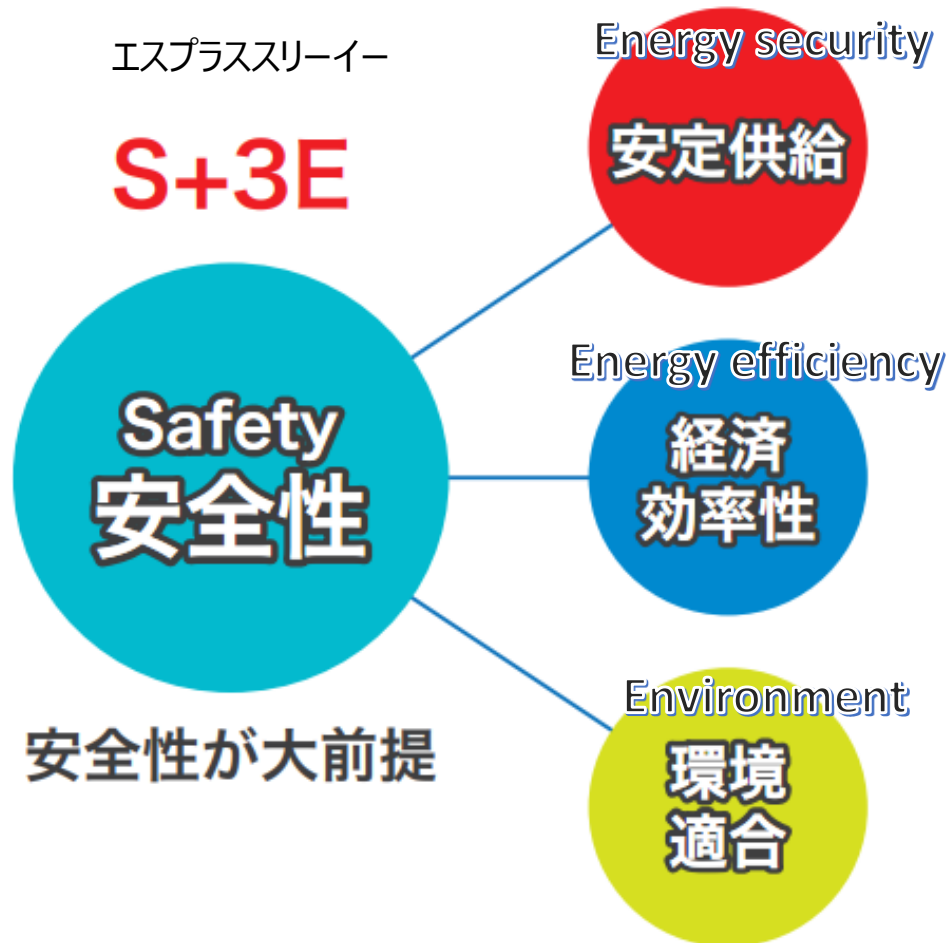 エスプラススリーイー
S+3E
Safety
安全性
安全性が大前提
Energy security
安定供給
Energy efficiency
経済
効率性
Environment
環境
適合